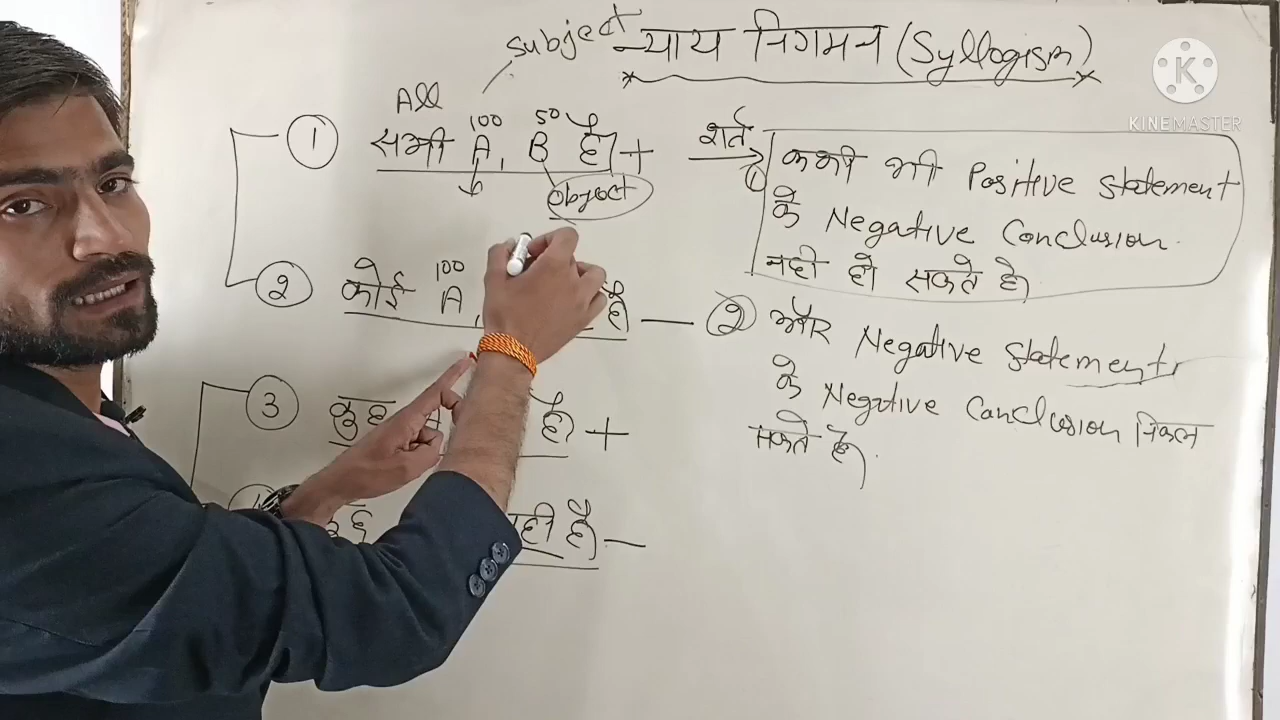 न्याय निगमन (Syllogism)
subject
All
100 50
① सभी A, B है। +
object
② कोई A, है। —
100
③ कुछ है। +
नही है। —
शर्त
① कभी भी Positive statement
के Negative Conclusion.
नही हो सकते है।
② और Negative Statement
के Negative Conclusion निकल
सकते है।
KINEMASTER